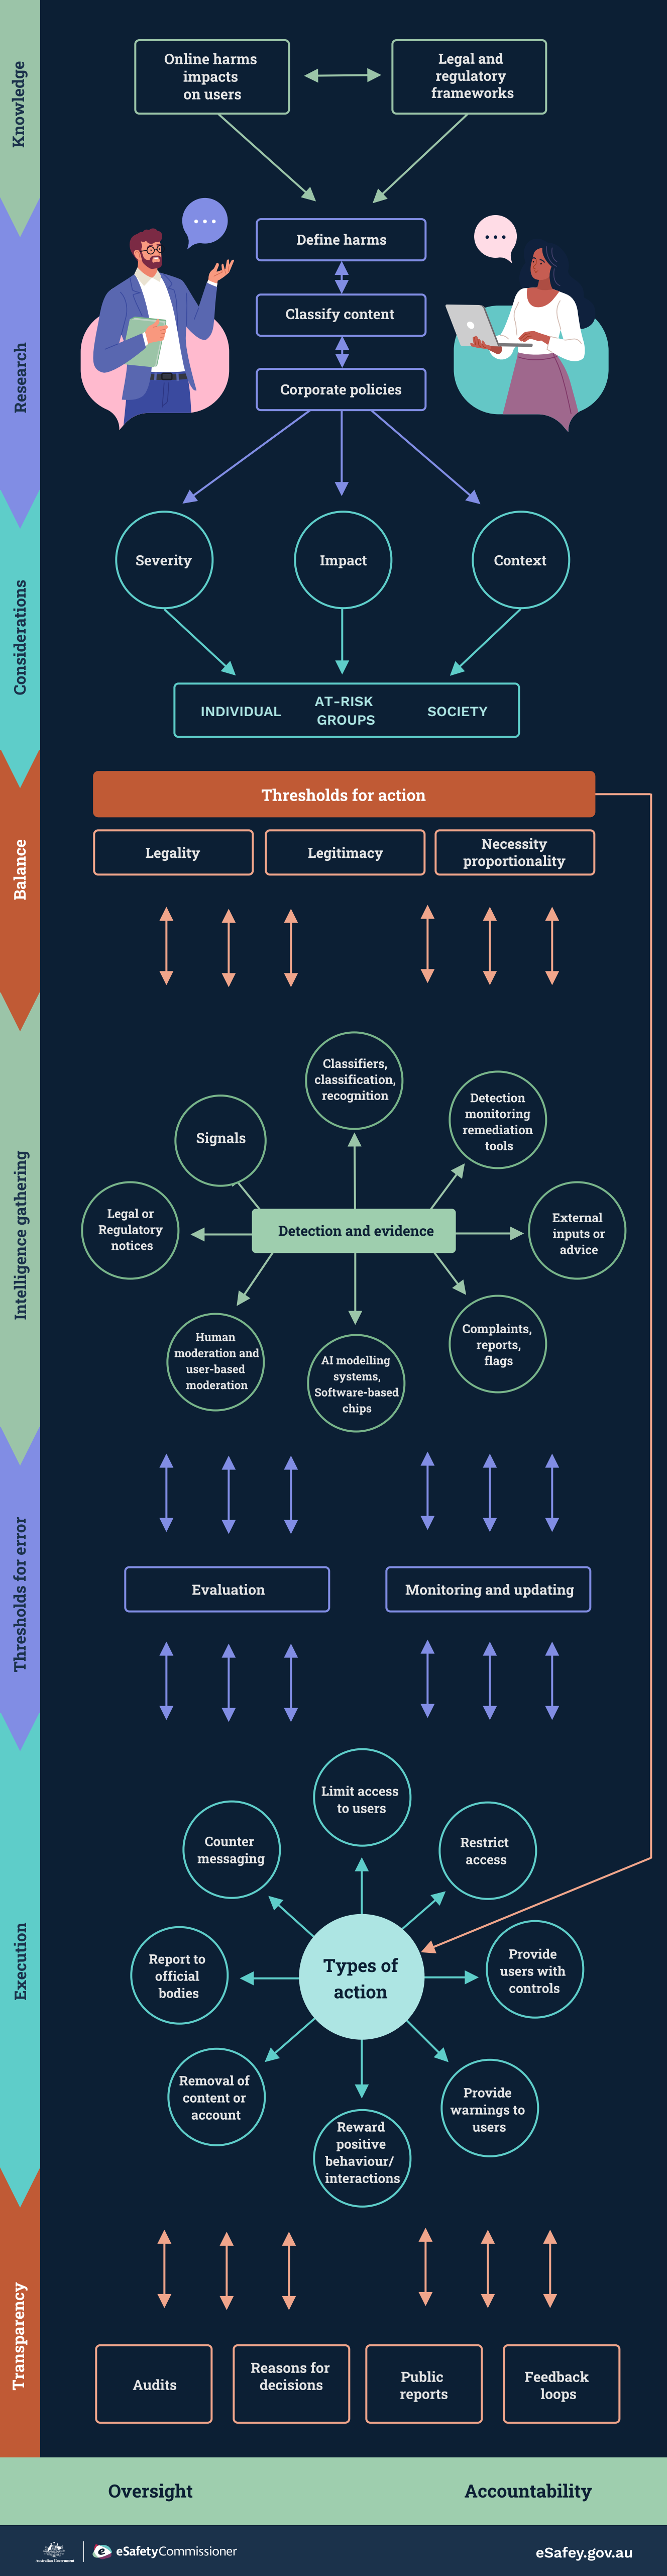 Knowledge
Online harms
impacts
on users
Legal and
regulatory
frameworks
Research
Define harms
Classify content
Corporate policies
Considerations
Severity
Impact
Context
INDIVIDUAL
AT-RISK
GROUPS
SOCIETY
Balance
Thresholds for action
Legality
Legitimacy
Necessity
proportionality
Intelligence gathering
Classifiers,
classification,
recognition
Detection
monitoring
remediation
tools
Signals
Legal or
Regulatory
notices
Detection and evidence
External
inputs or
advice
Human
moderation and
user-based
moderation
AI modelling
systems,
Software-based
chips
Complaints,
reports,
flags
Thresholds for error
Evaluation
Monitoring and updating
Execution
Limit access
to users
Counter
messaging
Restrict
access
Report to
official
bodies
Types of
action
Provide
users with
controls
Removal of
content or
account
Reward
positive
behaviour/
interactions
Provide
warnings to
users
Transparency
Audits
Reasons for
decisions
Public
reports
Feedback
loops
Oversight
Accountability
Australian Government
eSafetyCommissioner
eSafey.gov.au